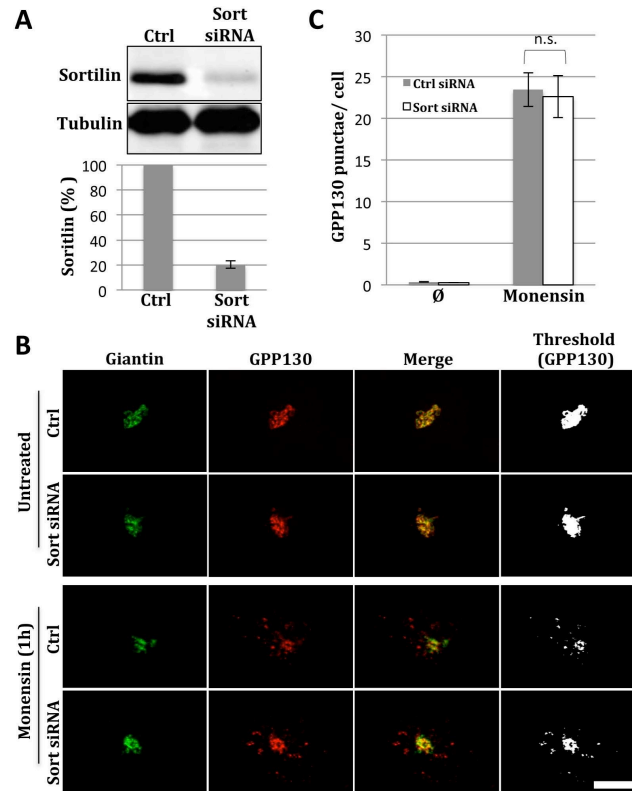 A
Ctrl
Sort
siRNA
Sortilin
Tubulin
Soritlin (%)
100
80
60
40
20
0
Ctrl
Sort
siRNA
C
GPP130 punctae/ cell
30
25
20
15
10
5
0
n.s.
Ctrl siRNA
Sort siRNA
Ø
Monensin
B
Giantin
GPP130
Merge
Threshold
(GPP130)
Untreated
Ctrl
Sort siRNA
Monensin (1h)
Ctrl
Sort siRNA